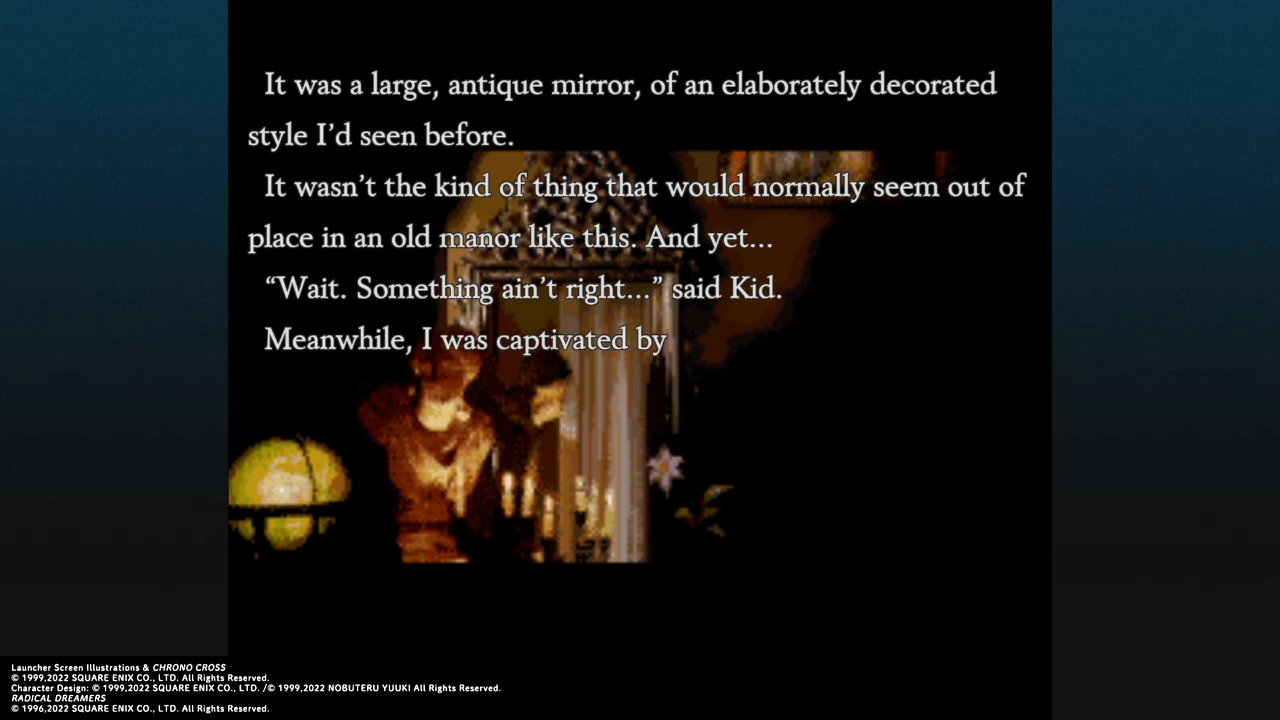 It was a large, antique mirror, of an elaborately decorated
style I’d seen before.
It wasn’t the kind of thing that would normally seem out of
place in an old manor like this. And yet...
“Wait. Something ain’t right...” said Kid.
Meanwhile, I was captivated by
Launcher Screen Illustrations & CHRONO CROSS
© 1999,2022 SQUARE ENIX CO., LTD. All Rights Reserved.
Character Design: © 1999,2022 SQUARE ENIX CO., LTD. /© 1999,2022 NOBUTERU YUUKI All Rights Reserved.
RADICAL DREAMERS
© 1996,2022 SQUARE ENIX CO., LTD. All Rights Reserved.